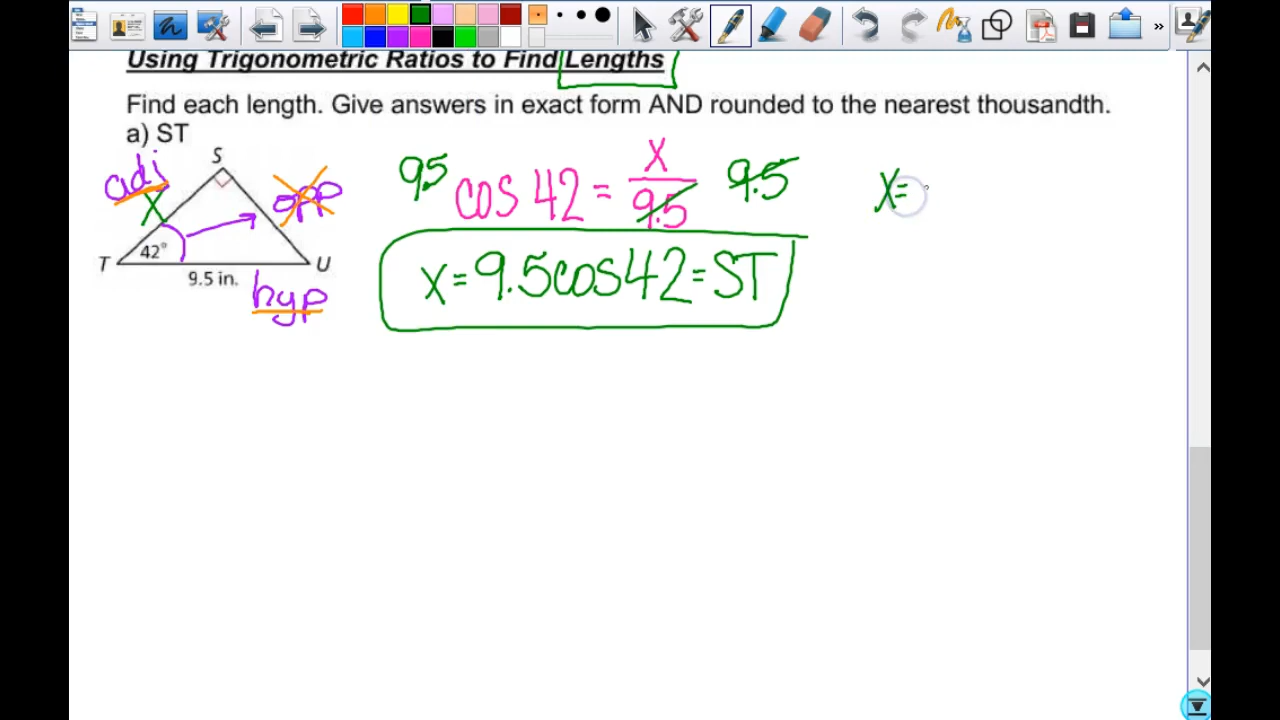 Using Trigonometric Ratios to Find Lengths
Find each length. Give answers in exact form AND rounded to the nearest thousandth.
a) ST
adj
X
S
opp
T
42°
U
9.5 in.
hyp
9.5 cos 42 = x/9.5 9.5
x = 9.5cos42 = ST
x=
»